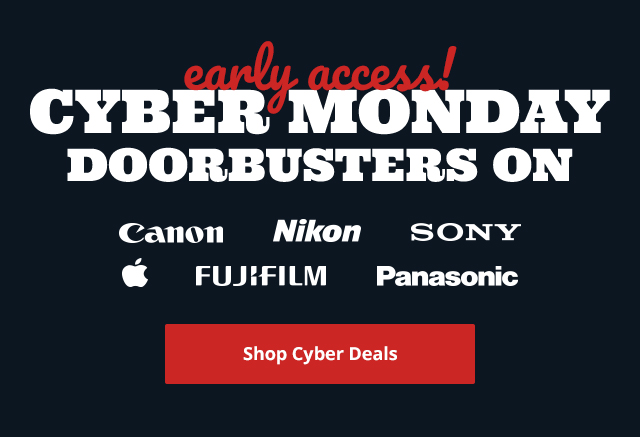 early access!
CYBER MONDAY
DOORBUSTERS ON
Canon Nikon SONY
FUJIFILM Panasonic
Shop Cyber Deals